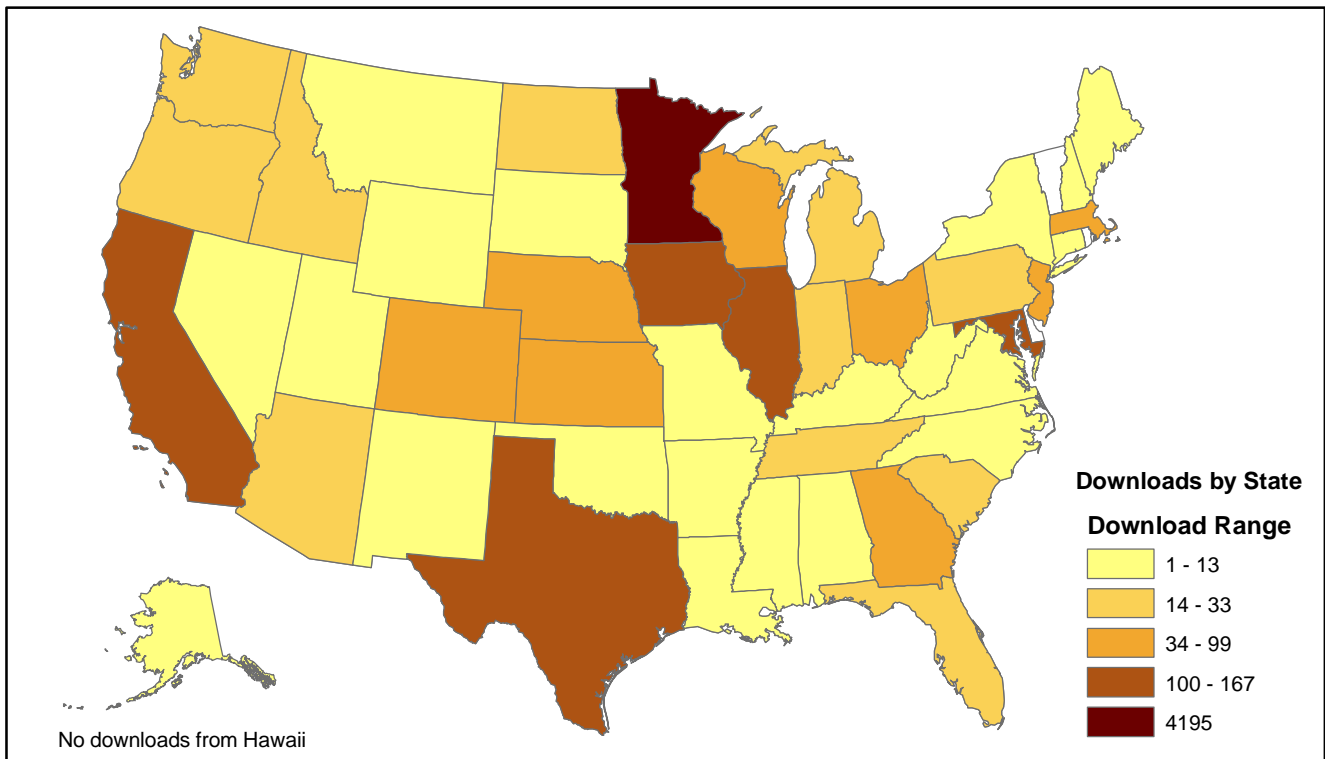 Downloads by State
Download Range
1 - 13
14 - 33
34 - 99
100 - 167
4195
No downloads from Hawaii